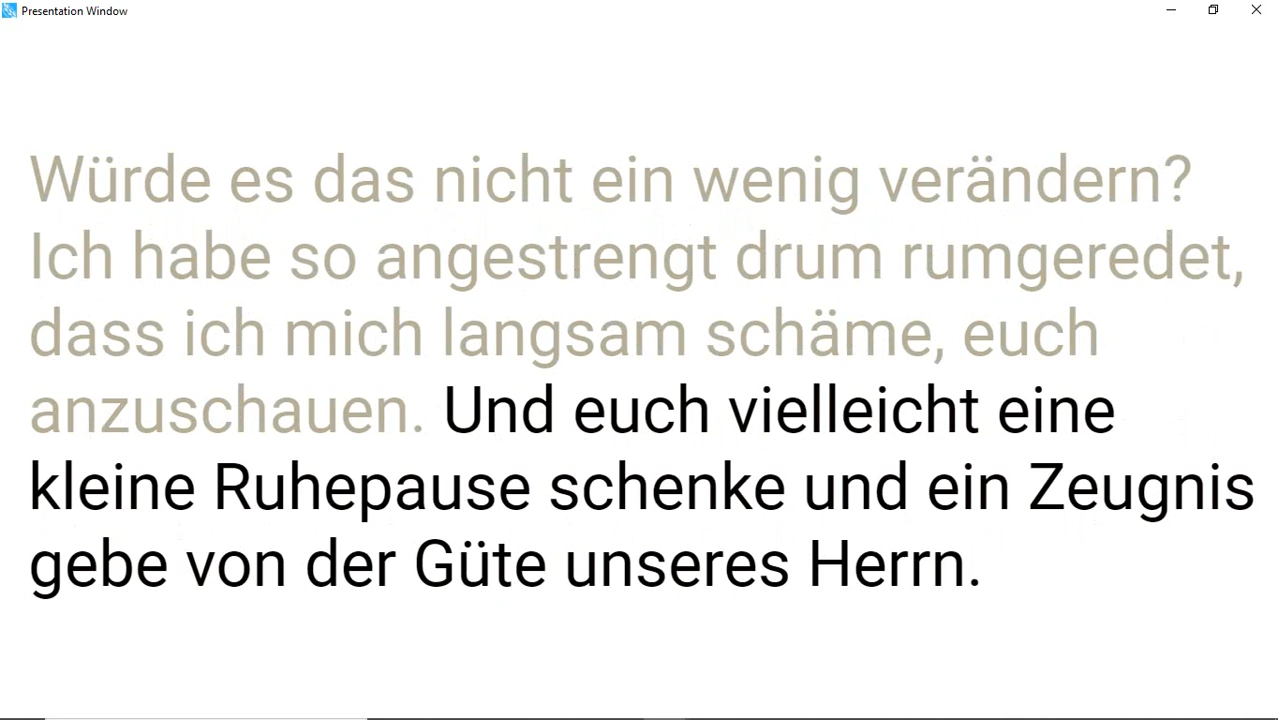 Presentation Window
Würde es das nicht ein wenig verändern?
Ich habe so angestrengt drum rumgeredet,
dass ich mich langsam schäme, euch
anzuschauen. Und euch vielleicht eine
kleine Ruhepause schenke und ein Zeugnis
gebe von der Güte unseres Herrn.